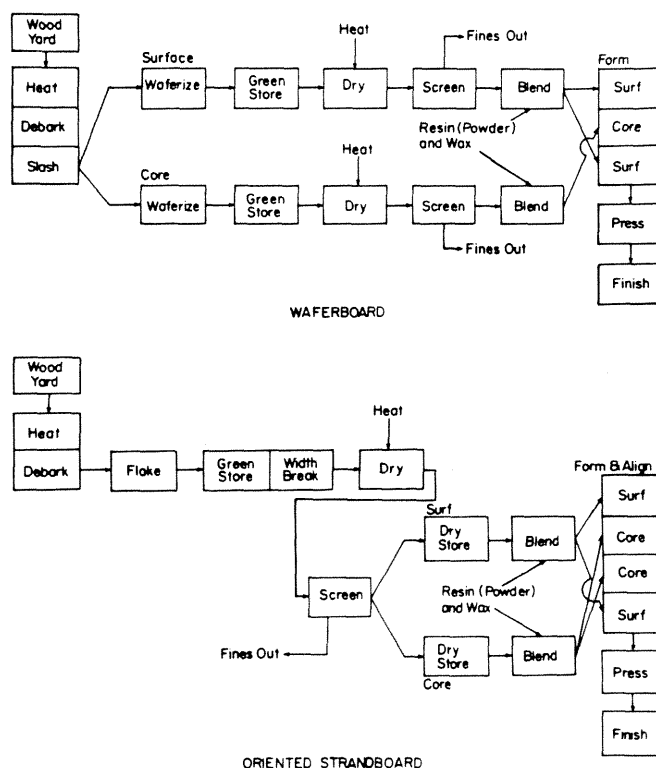 Wood
Yard
Heat
Debark
Slash
Surface
Waferize
Green
Store
Heat
Dry
Fines Out
Screen
Blend
Resin (Powder)
and Wax
Core
Waferize
Green
Store
Heat
Dry
Screen
Fines Out
Blend
Form
Surf
Core
Surf
Press
Finish
WAFERBOARD
Wood
Yard
Heat
Debark
Flake
Green
Store
Width
Break
Heat
Dry
Screen
Fines Out
Surf
Dry
Store
Blend
Resin (Powder)
and Wax
Dry
Store
Core
Blend
Form & Align
Surf
Core
Core
Surf
Press
Finish
ORIENTED STRANDBOARD